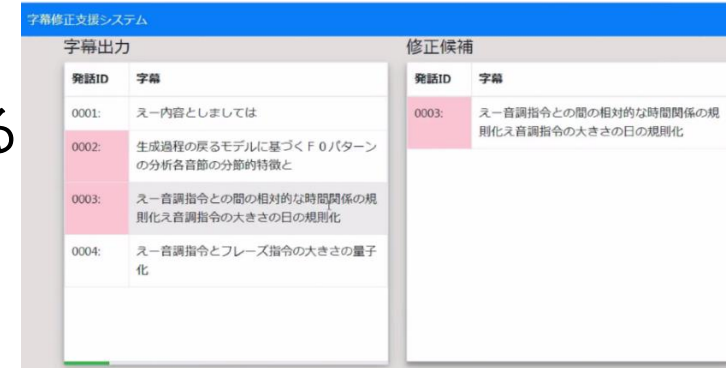 字幕修正支援システム
字幕出力
発話ID 字幕
0001: えー内容としましては
0002: 生成過程の戻るモデルに基づくＦ０パターン
の分析各音節の分節的特徴と
0003: えー音調指令との間の相対的な時間関係の規
則化え音調指令の大きさの日の規則化
0004: えー音調指令とフレーズ指令の大きさの量子
化
修正候補
発話ID 字幕
0003: えー音調指令との間の相対的な時間関係の規
則化え音調指令の大きさの日の規則化
る